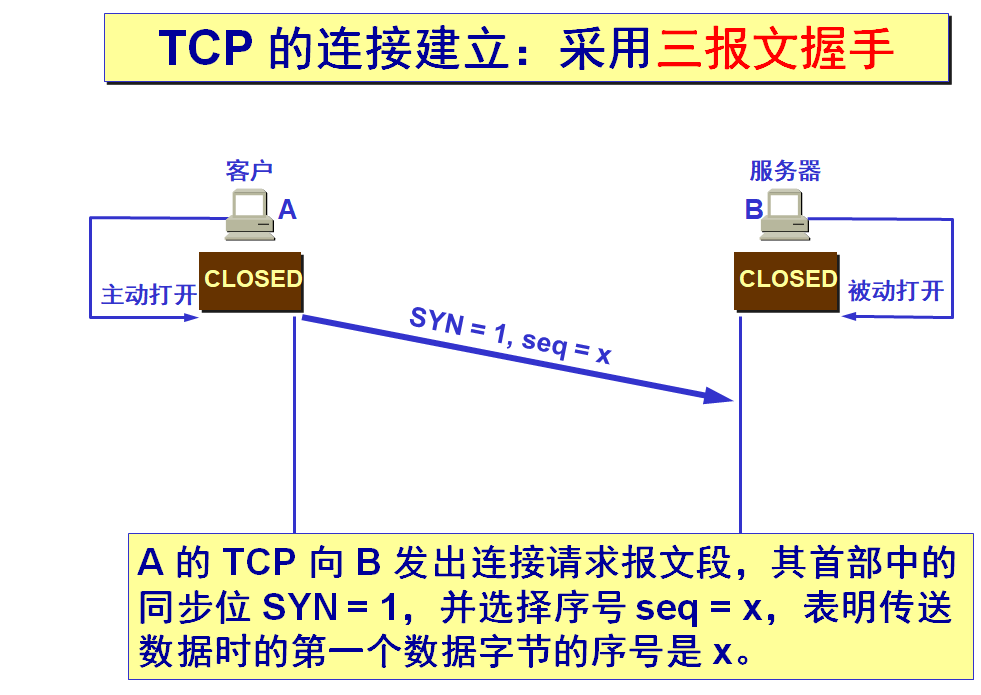 TCP 的连接建立：采用三报文握手
客户
服务器
A
B
CLOSED
CLOSED
主动打开
被动打开
SYN = 1, seq = x
A 的 TCP 向 B 发出连接请求报文段，其首部中的
同步位 SYN = 1，并选择序号 seq = x，表明传送
数据时的第一个数据字节的序号是 x。